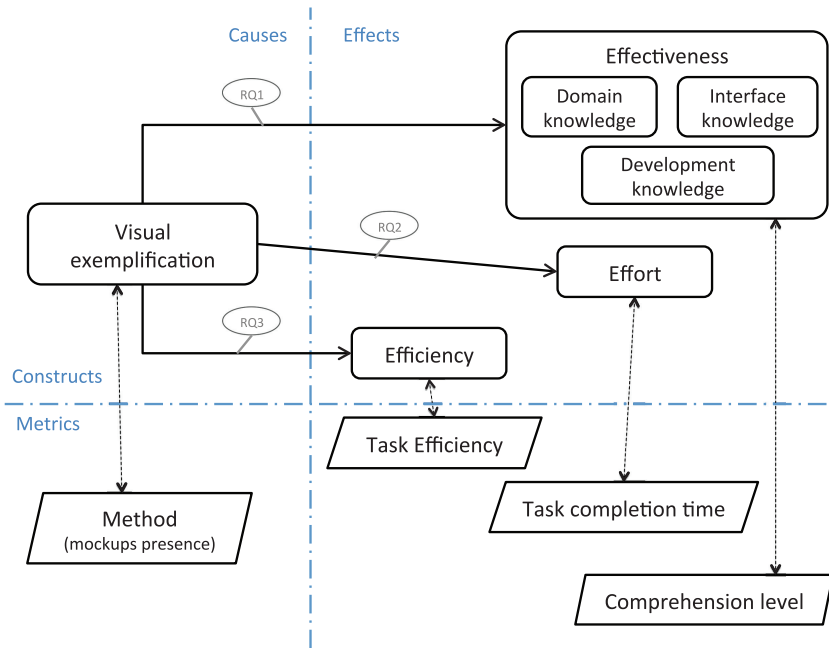 Causes
Effects
Effectiveness
Domain
knowledge
Interface
knowledge
Development
knowledge
RQ1
Visual
exemplification
RQ2
Effort
RQ3
Efficiency
Constructs
Metrics
Task Efficiency
Method
(mockups presence)
Task completion time
Comprehension level